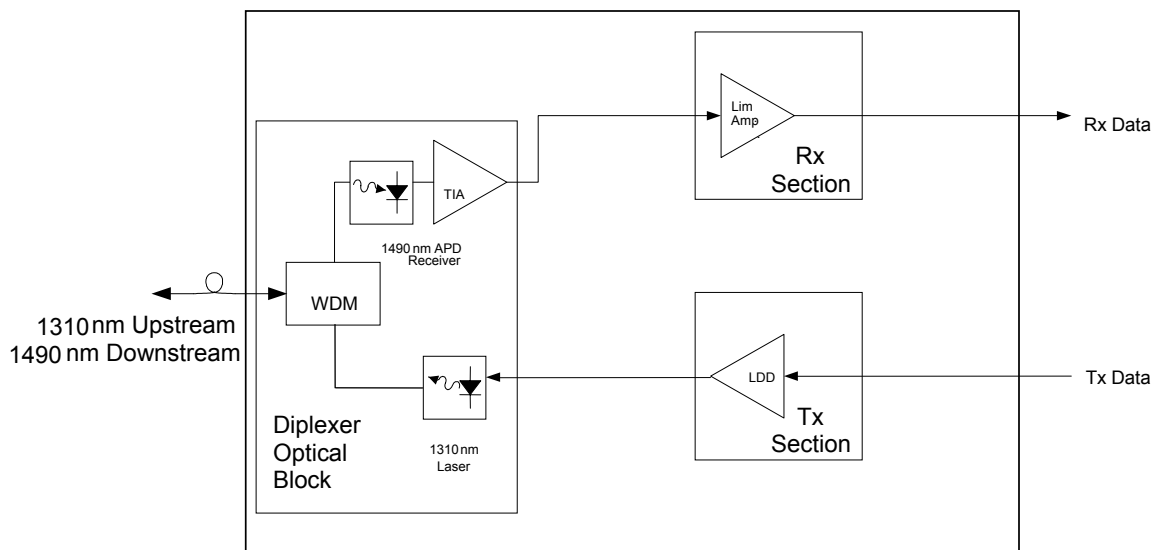 Lim
Amp
Rx Data
Rx
Section
TIA
1490 nm APD
Receiver
WDM
1310 nm Upstream
1490 nm Downstream
LDD
Tx Data
Tx
Section
Diplexer
Optical
Block
1310 nm
Laser